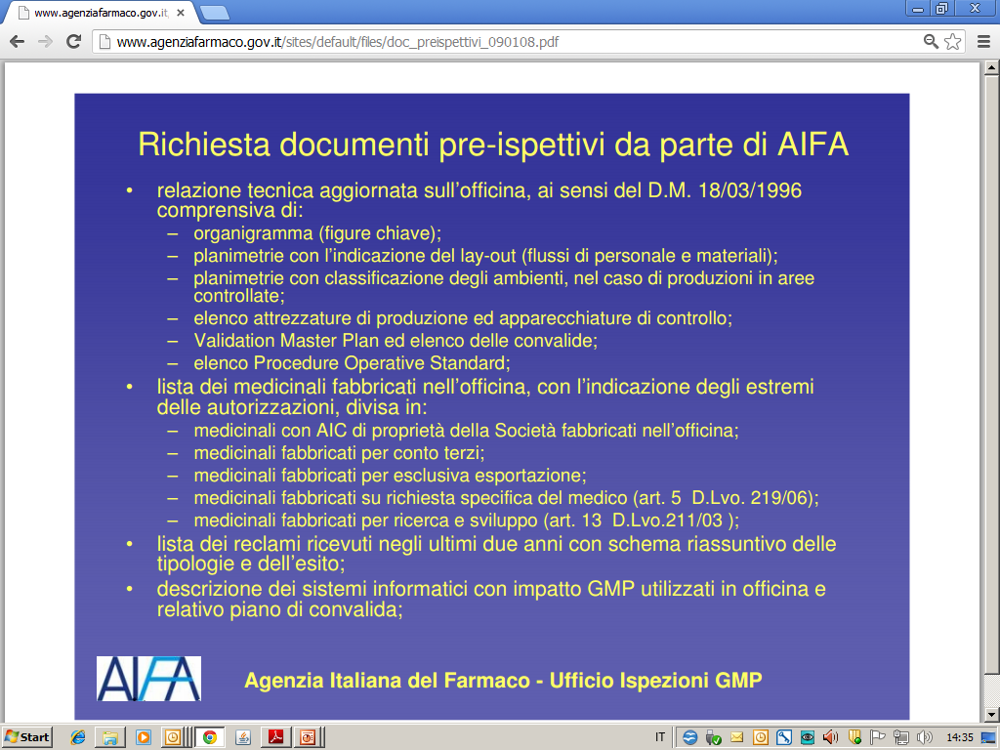 www.agenziafarmaco.gov.it
www.agenziafarmaco.gov.it/sites/default/files/doc_preispettivi_090108.pdf
Richiesta documenti pre-ispettivi da parte di AIFA
• relazione tecnica aggiornata sull'officina, ai sensi del D.M. 18/03/1996
comprensiva di:
– organigramma (figure chiave);
– planimetrie con l'indicazione del lay-out (flussi di personale e materiali);
– planimetrie con classificazione degli ambienti, nel caso di produzioni in aree
controllate;
– elenco attrezzature di produzione ed apparecchiature di controllo;
– Validation Master Plan ed elenco delle convalide;
– elenco Procedure Operative Standard;
• lista dei medicinali fabbricati nell'officina, con l'indicazione degli estremi
delle autorizzazioni, divisa in:
– medicinali con AIC di proprietà della Società fabbricati nell'officina;
– medicinali fabbricati per conto terzi;
– medicinali fabbricati per esclusiva esportazione;
– medicinali fabbricati su richiesta specifica del medico (art. 5  D.Lvo. 219/06);
– medicinali fabbricati per ricerca e sviluppo (art. 13  D.Lvo.211/03 );
• lista dei reclami ricevuti negli ultimi due anni con schema riassuntivo delle
tipologie e dell'esito;
• descrizione dei sistemi informatici con impatto GMP utilizzati in officina e
relativo piano di convalida;
AIFA
Agenzia Italiana del Farmaco - Ufficio Ispezioni GMP
Start
IT
14:35